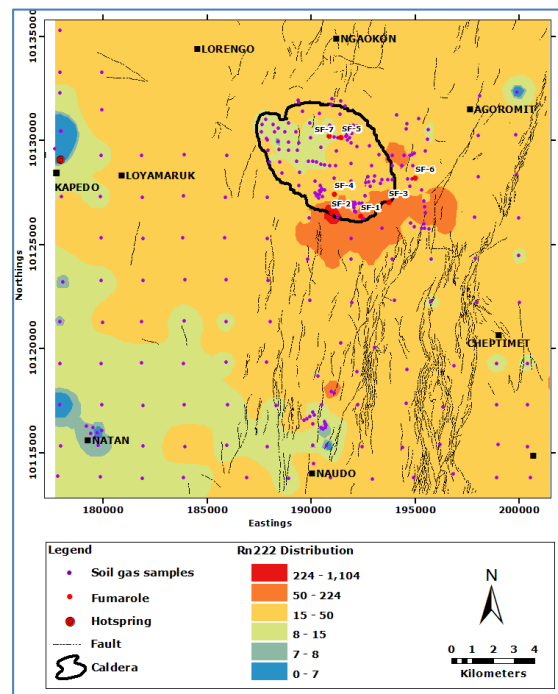 10135000
10130000
10125000
10120000
10115000
Northings
NGAOKON
LORENGO
AGOROMIT
SF-7
SF-5
SF-6
KAPEDO
LOYAMARUK
SF-4
SF-3
SF-2
SF-1
CHEPTIMET
NATAN
NAUDO
180000
185000
190000
195000
200000
Eastings
Legend
Soil gas samples
Fumarole
Hotspring
Fault
Caldera
Rn222 Distribution
224 - 1,104
50 - 224
15 - 50
8 - 15
7 - 8
0 - 7
N
0 1 2 3 4
Kilometers